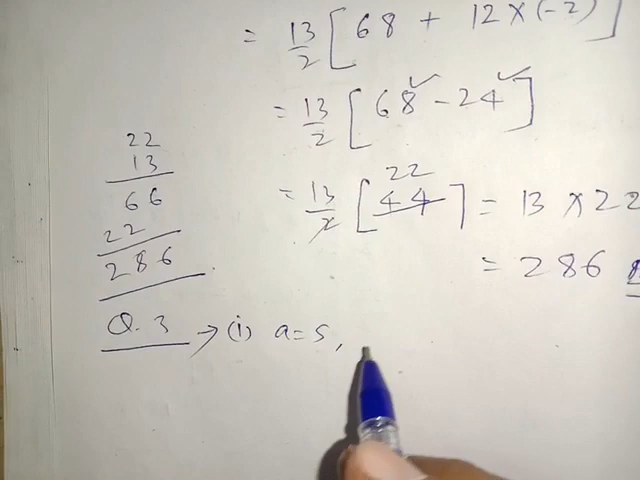 = 13/2 [68 + 12 × (-2)]
= 13/2 [68 - 24]
22
13
66
22
286
22
= 13/2 [44] = 13 × 22
= 286
Q.3 → (i) a = 5,